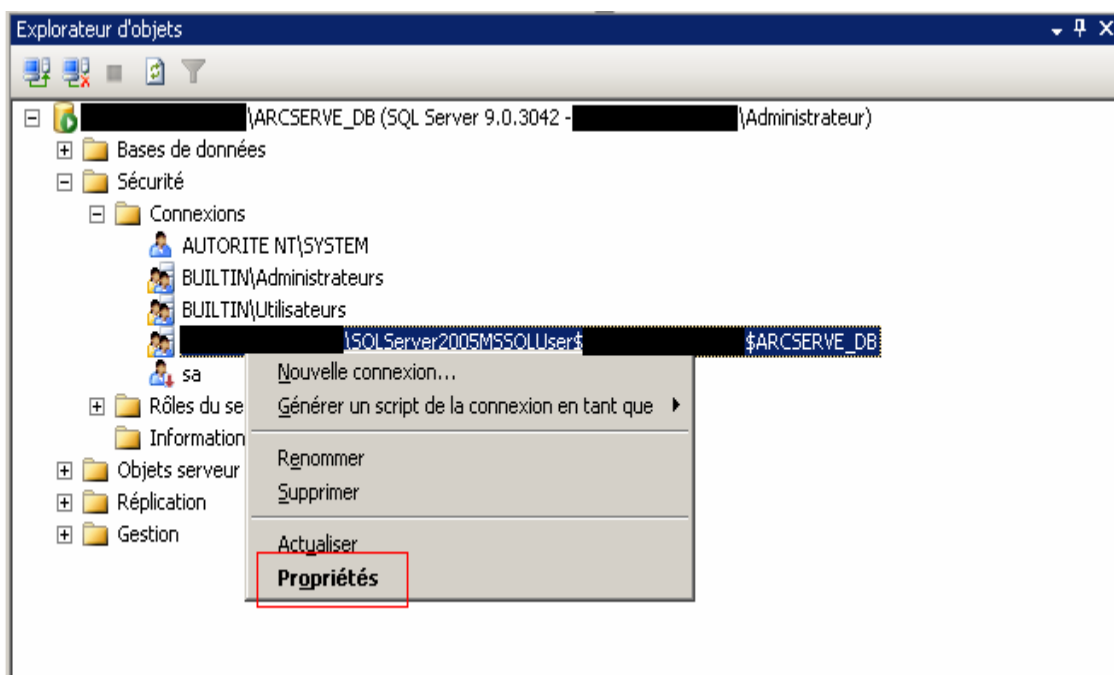 Explorateur d'objets
\ARCSERVE_DB (SQL Server 9.0.3042 - \Administrateur)
Bases de données
Sécurité
Connexions
AUTORITE NT\SYSTEM
BUILTIN\Administrateurs
BUILTIN\Utilisateurs
\SQLServer2005MSSQLUser$ $ARCSERVE_DB
sa
Nouvelle connexion...
Générer un script de la connexion en tant que
Rôles du se
Information
Renommer
Objets serveur
Supprimer
Réplication
Gestion
Actualiser
Propriétés